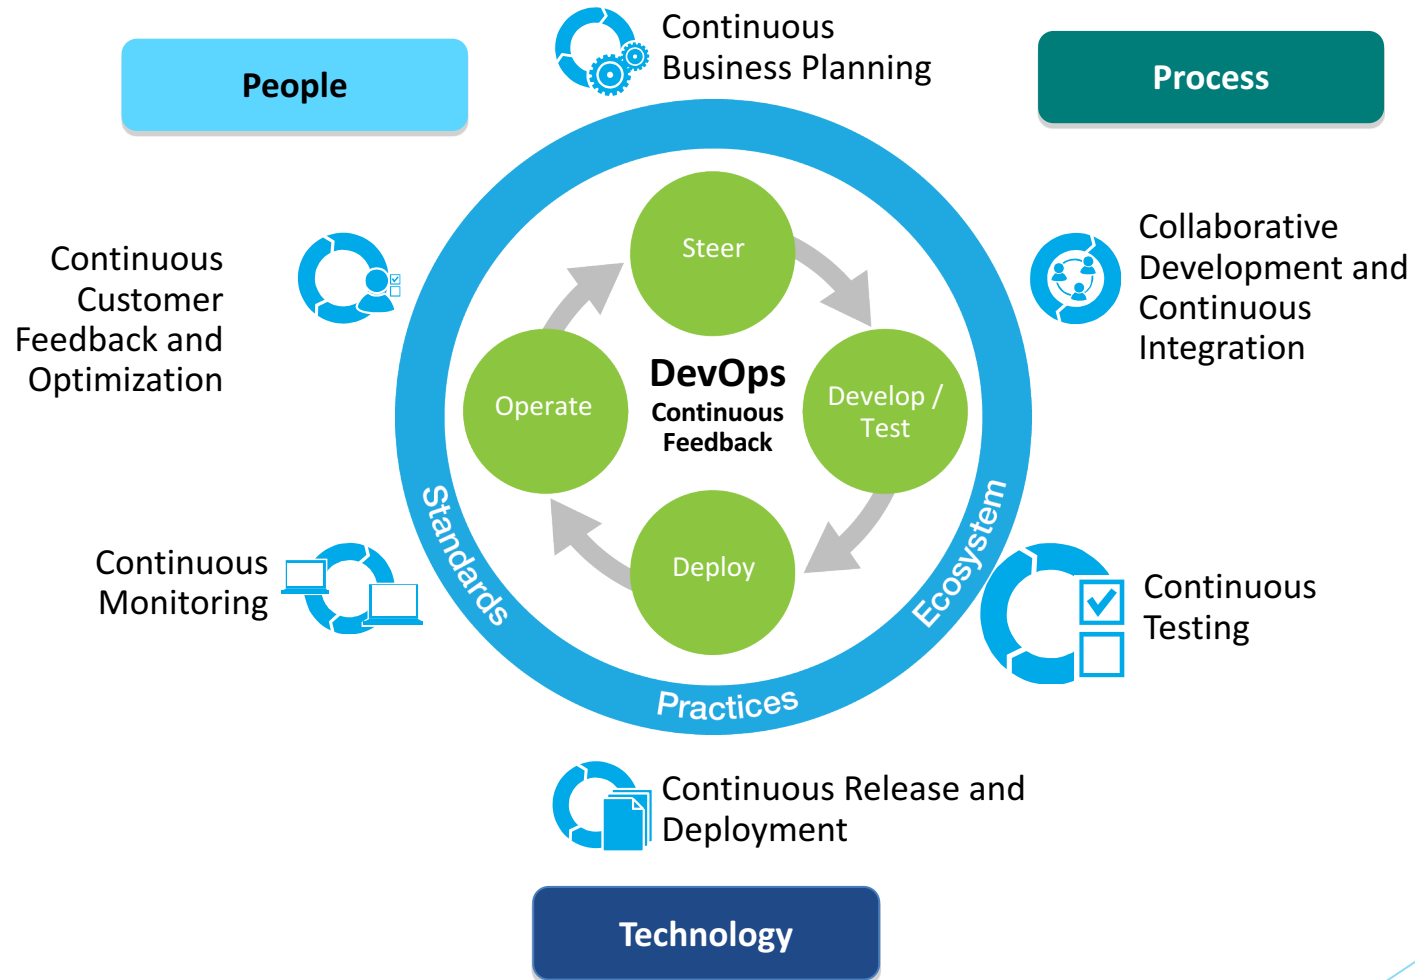 Continuous
Business Planning
People
Process
Steer
Collaborative
Development and
Continuous
Integration
Continuous
Customer
Feedback and
Optimization
DevOps
Continuous
Feedback
Operate
Develop /
Test
Deploy
Standards
Practices
Ecosystem
Continuous
Monitoring
Continuous
Testing
Continuous Release and
Deployment
Technology